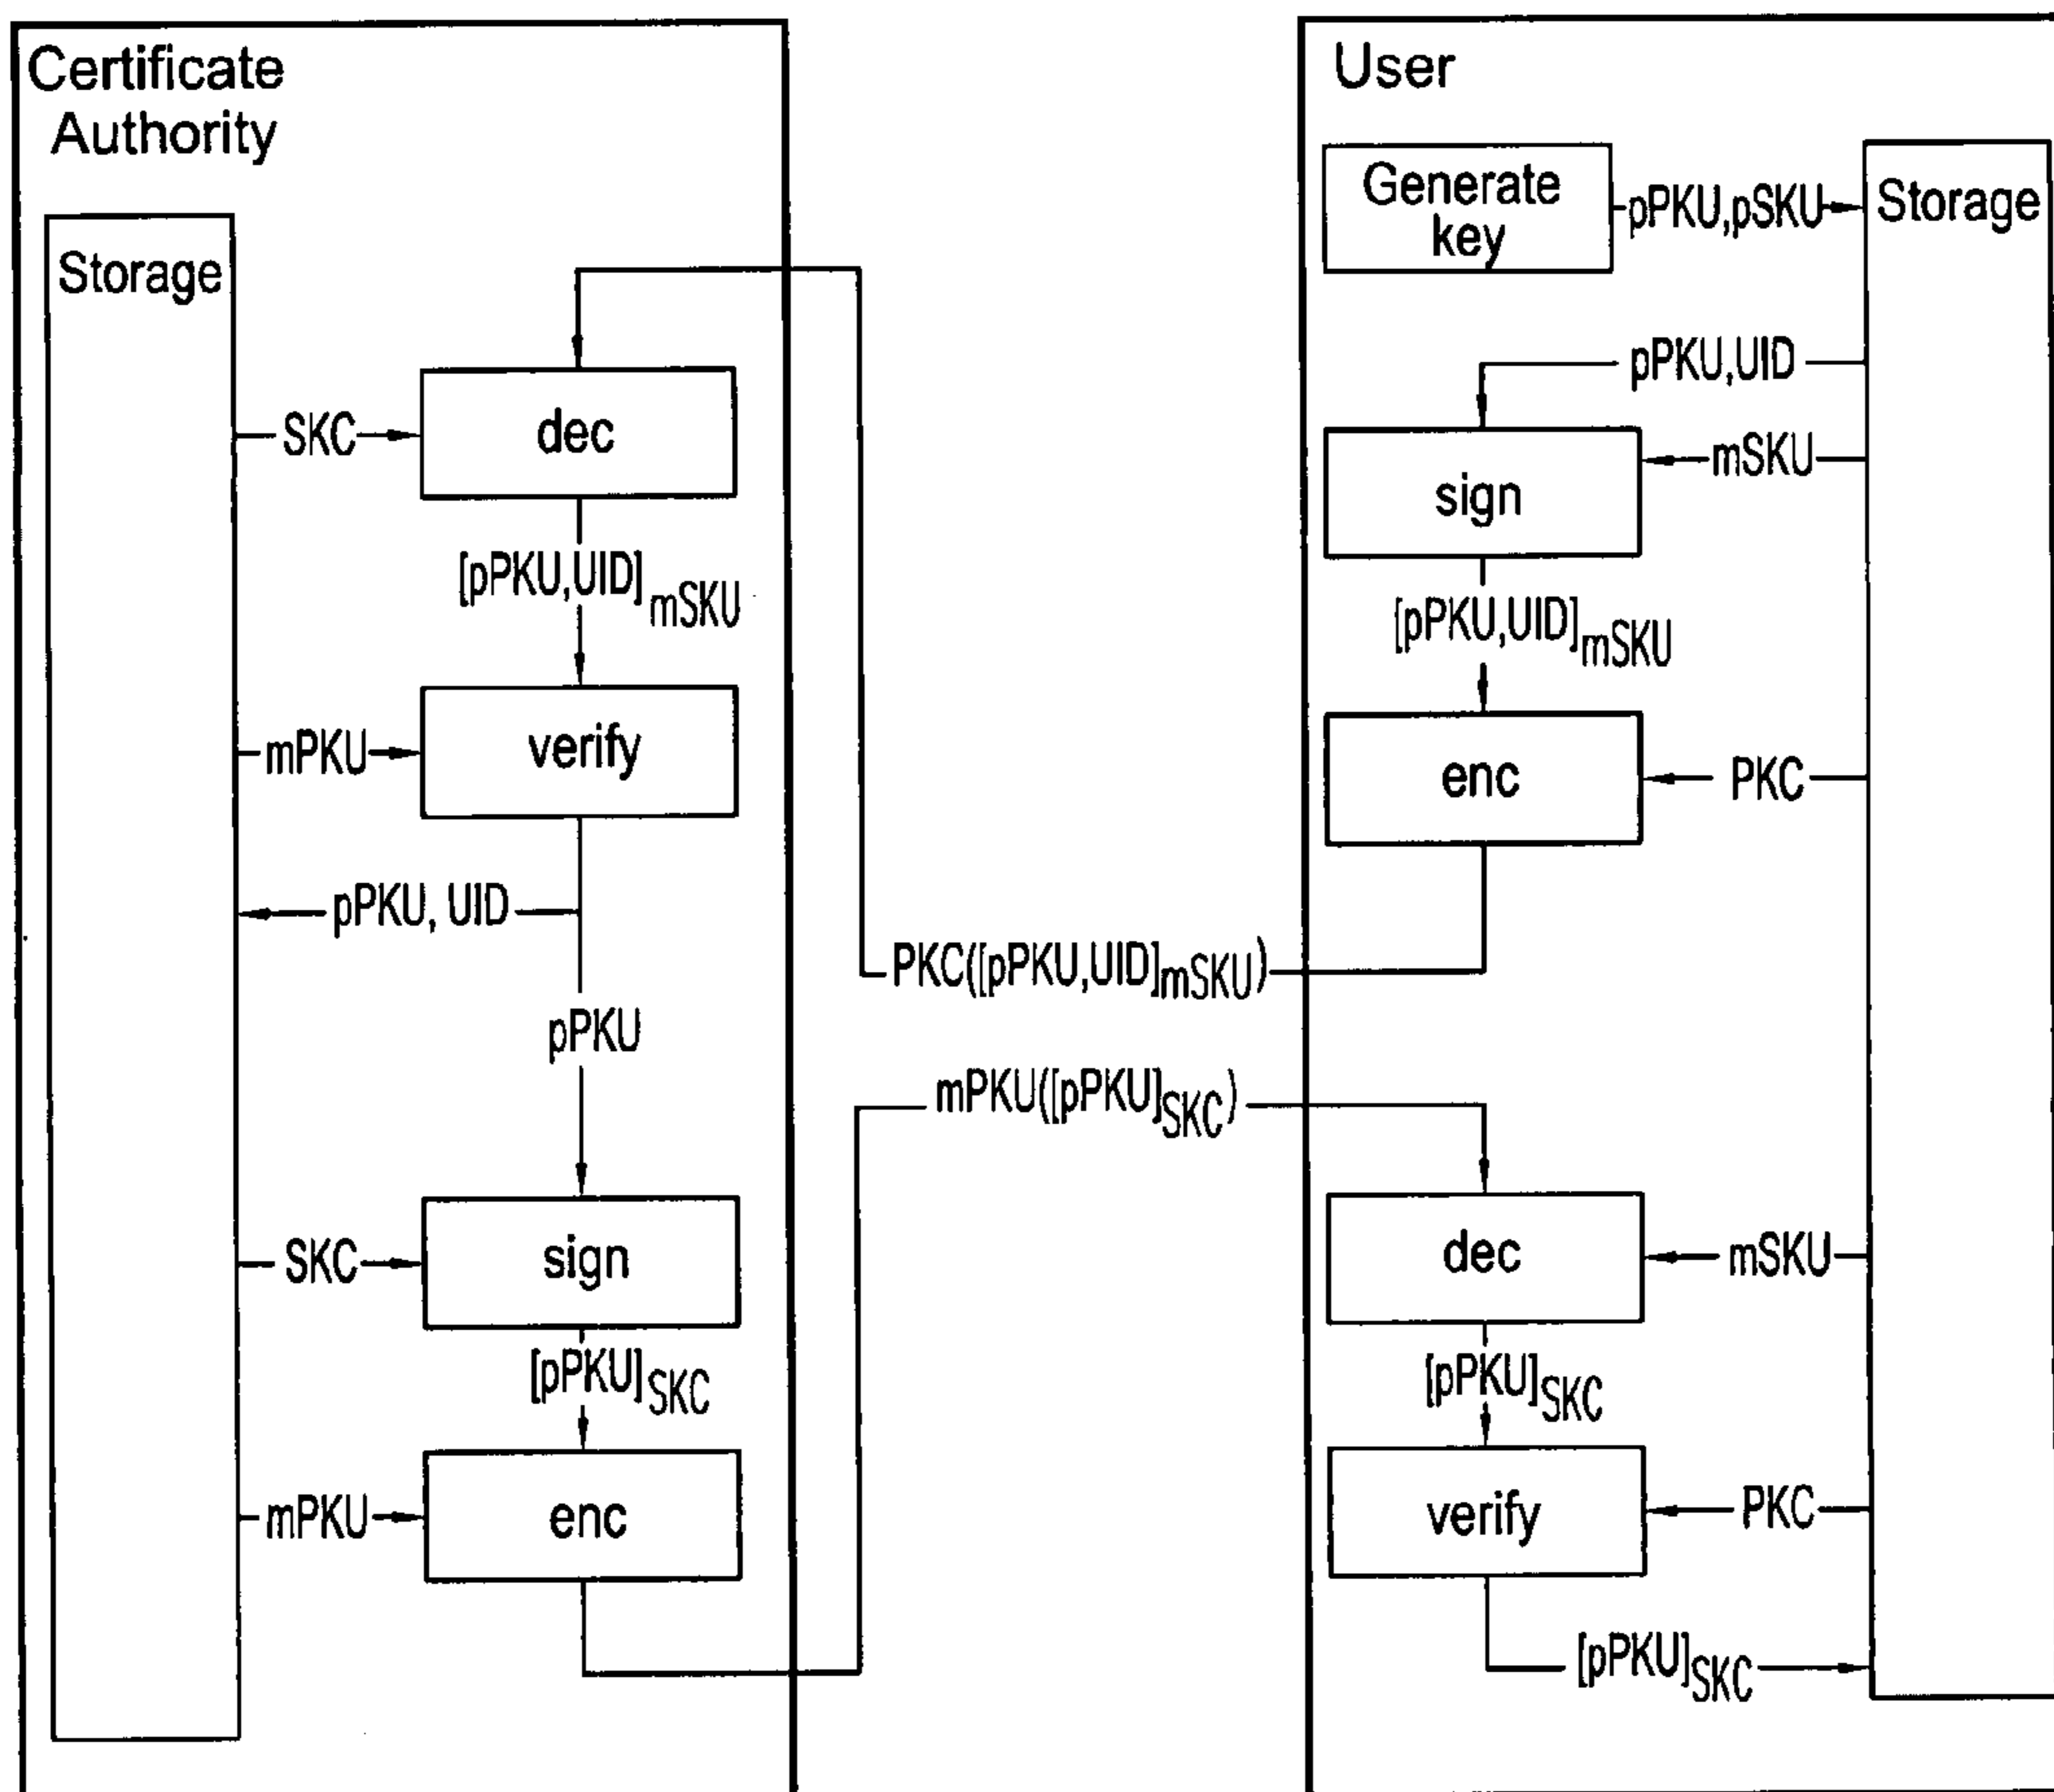 Certificate
Authority
Storage
SKC
dec
[pPKU,UID]mSKU
mPKU
verify
pPKU, UID
pPKU
SKC
sign
[pPKU]SKC
mPKU
enc
PKC([pPKU,UID]mSKU)
mPKU([pPKU]SKC)
User
Generate
key
pPKU,pSKU
Storage
pPKU,UID
mSKU
sign
[pPKU,UID]mSKU
enc
PKC
dec
mSKU
[pPKU]SKC
verify
PKC
[pPKU]SKC